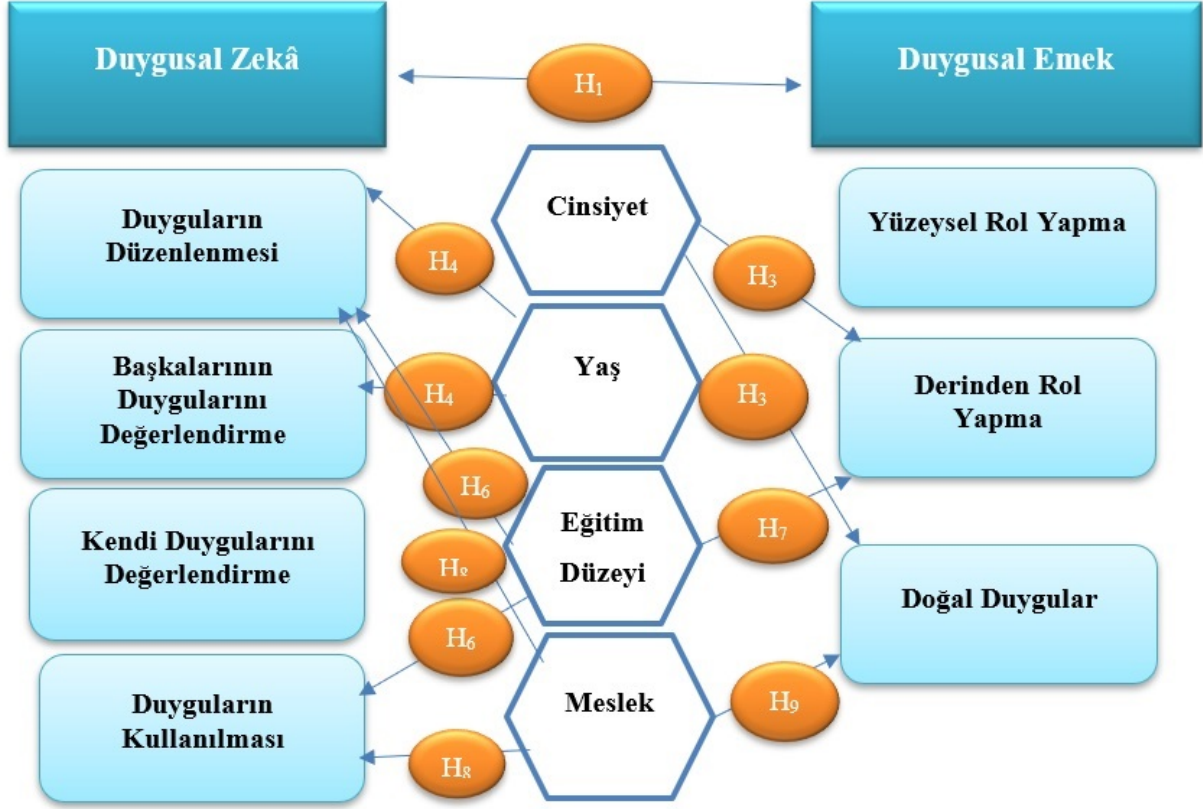 Duygusal Zekâ
H₁
Duygusal Emek
Duyguların
Düzenlenmesi
H₄
Cinsiyet
H₃
Yüzeysel Rol Yapma
Başkalarının
Duygularını
Değerlendirme
H₄
Yaş
H₃
Derinden Rol
Yapma
H₆
H₈
Eğitim
Düzeyi
H₇
Kendi Duygularını
Değerlendirme
H₆
Doğal Duygular
Duyguların
Kullanılması
H₈
Meslek
H₉